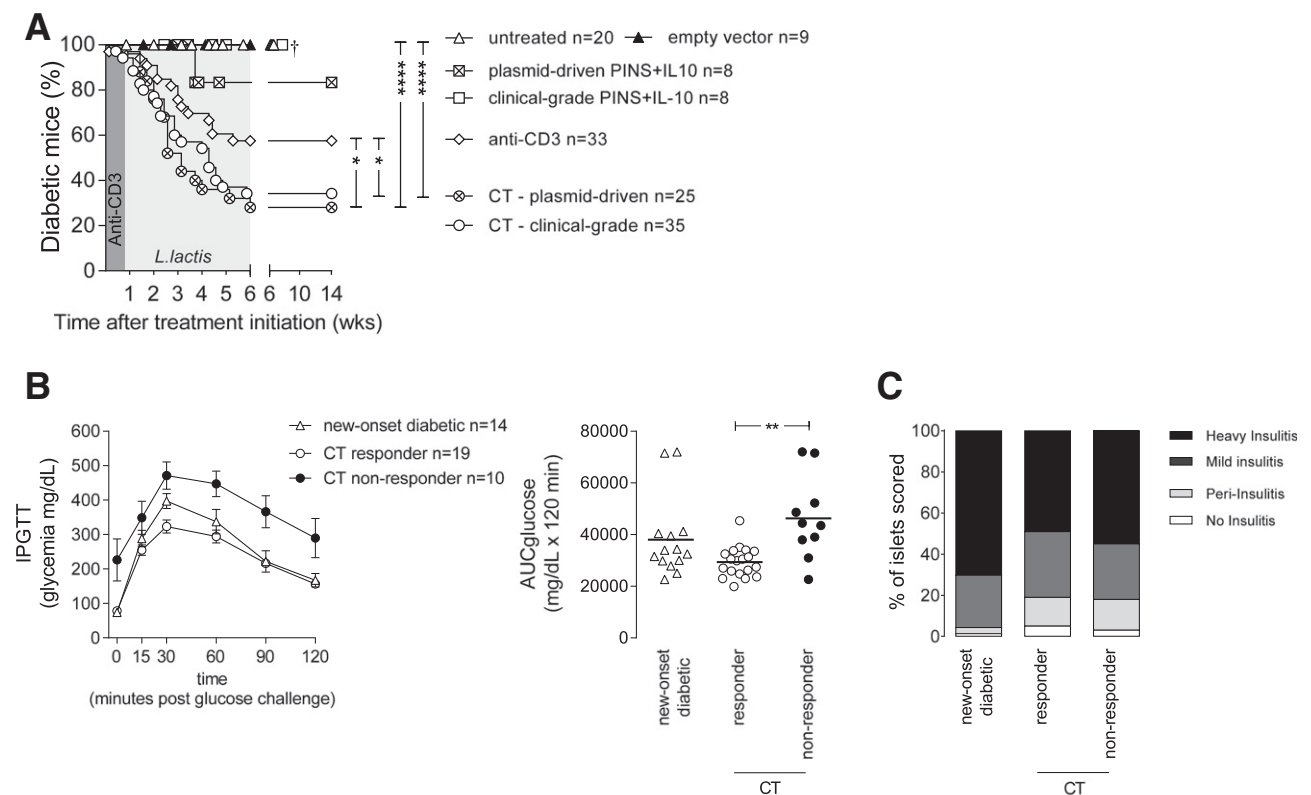 A
Diabetic mice (%)
100
80
60
40
20
0
Anti-CD3
L.lactis
†
1 2 3 4 5 6 6 10 14
Time after treatment initiation (wks)
* * **** ****
untreated n=20 empty vector n=9
plasmid-driven PINS+IL10 n=8
clinical-grade PINS+IL-10 n=8
anti-CD3 n=33
CT - plasmid-driven n=25
CT - clinical-grade n=35
B
IPGTT
(glycemia mg/dL)
600
500
400
300
200
100
0
0 15 30 60 90 120
time
(minutes post glucose challenge)
new-onset diabetic n=14
CT responder n=19
CT non-responder n=10
AUCglucose
(mg/dL x 120 min)
80000
60000
40000
20000
0
**
new-onset
diabetic
responder
non-responder
CT
C
% of islets scored
100
80
60
40
20
0
new-onset
diabetic
responder
non-responder
CT
Heavy Insulitis
Mild insulitis
Peri-Insulitis
No Insulitis